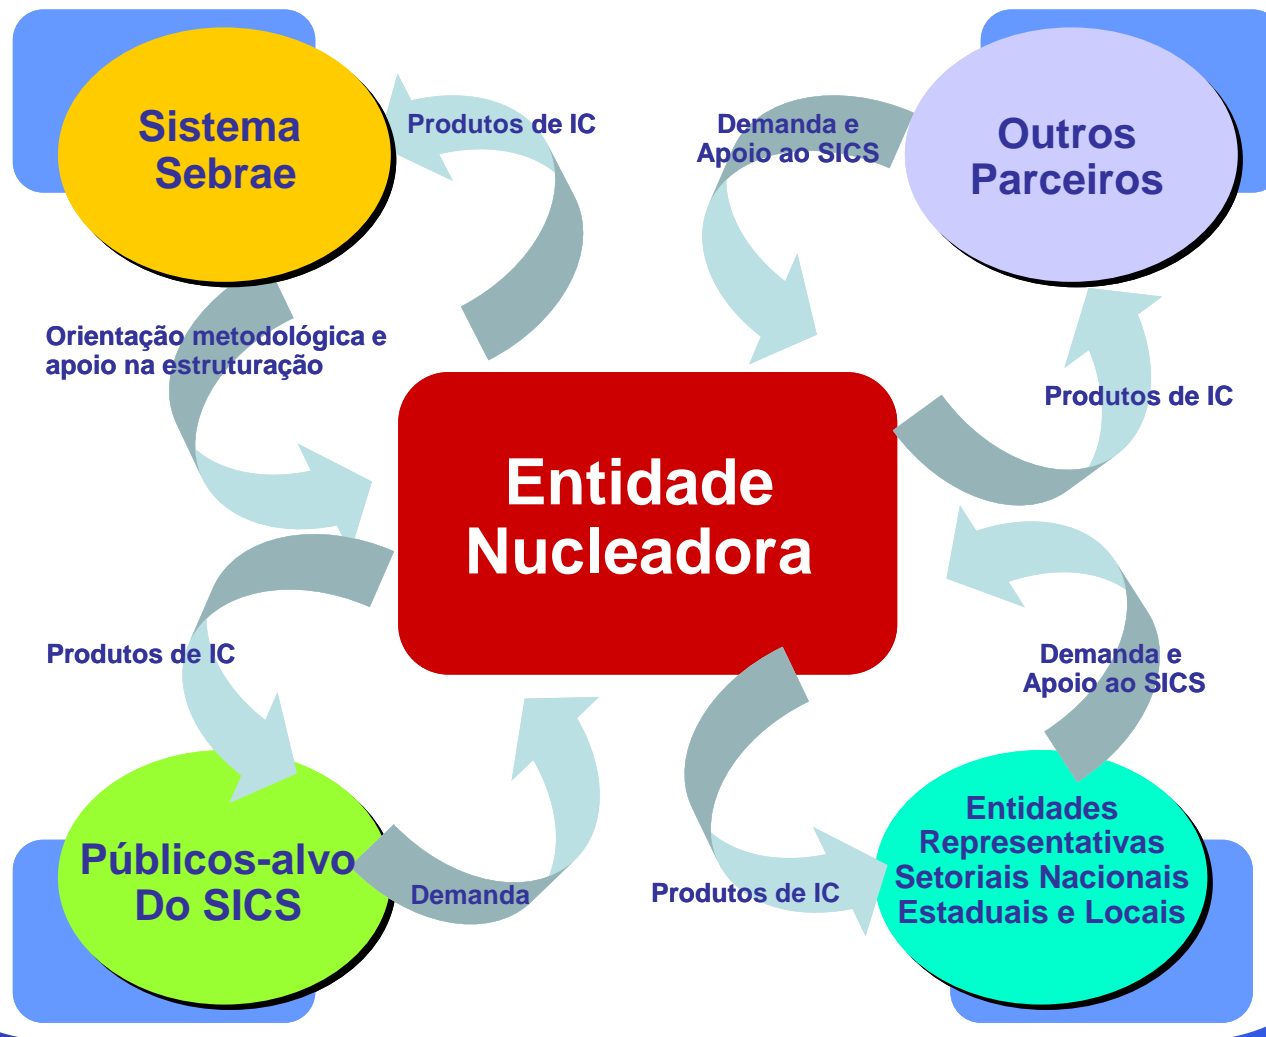 Sistema
Sebrae
Produtos de IC
Demanda e
Apoio ao SICS
Outros
Parceiros
Orientação metodológica e
apoio na estruturação
Produtos de IC
Entidade
Nucleadora
Produtos de IC
Demanda e
Apoio ao SICS
Públicos-alvo
Do SICS
Demanda
Produtos de IC
Entidades
Representativas
Setoriais Nacionais
Estaduais e Locais